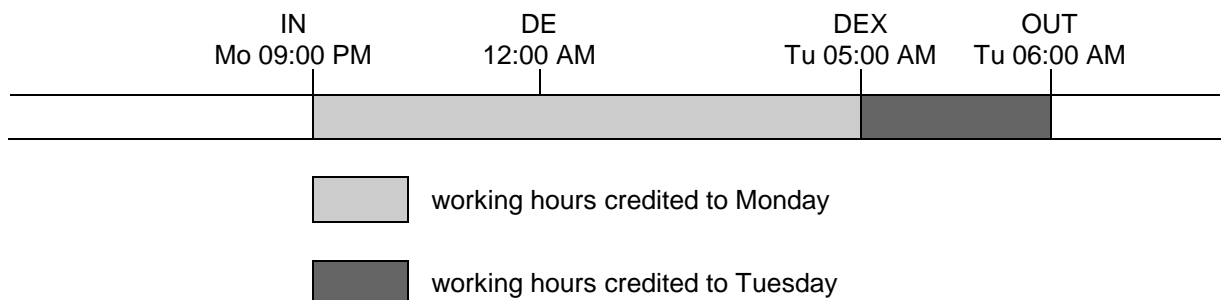 IN DE DEX OUT
Mo 09:00 PM 12:00 AM Tu 05:00 AM Tu 06:00 AM
working hours credited to Monday
working hours credited to Tuesday